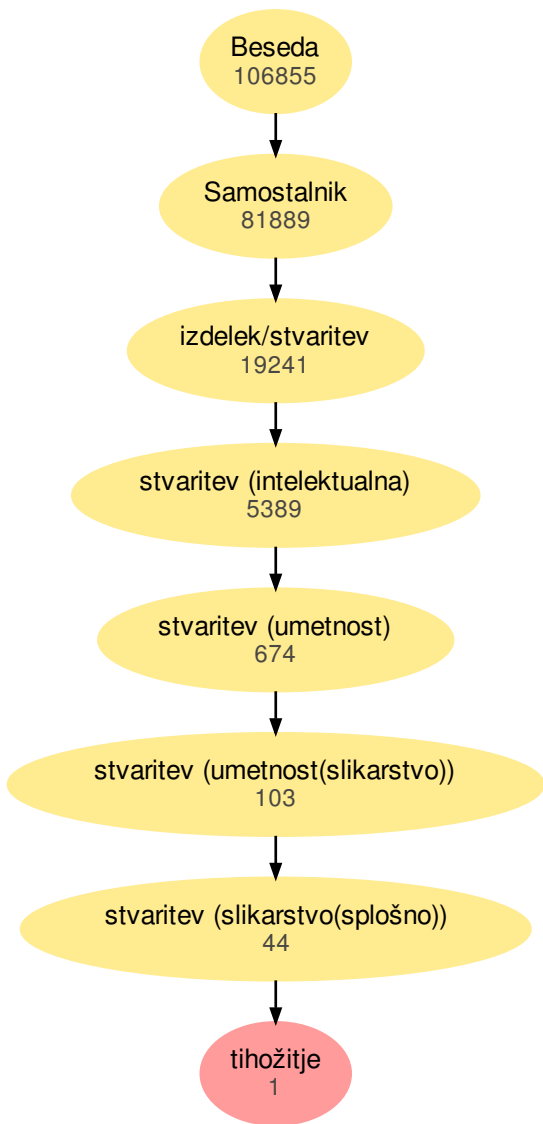 Beseda
106855
Samostalnik
81889
izdelek/stvaritev
19241
stvaritev (intelektualna)
5389
stvaritev (umetnost)
674
stvaritev (umetnost(slikarstvo))
103
stvaritev (slikarstvo(splošno))
44
tihožitje
1